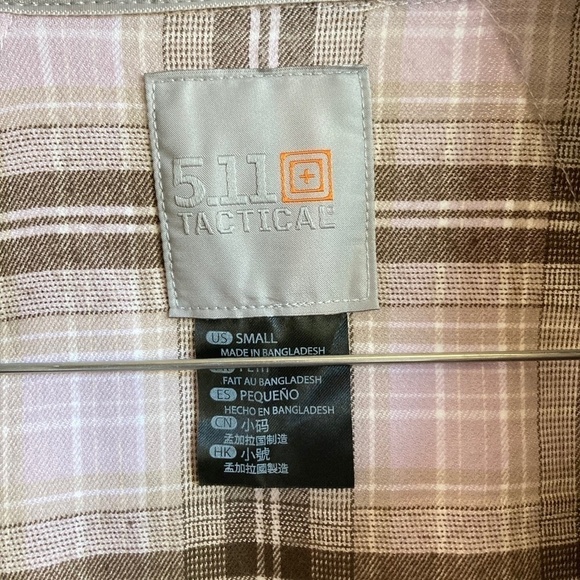 5.11
TACTICAL
US SMALL
MADE IN BANGLADESH
FAIT AU BANGLADESH
ES PEQUEÑO
HECHO EN BANGLADESH
CN 小码
孟加拉国制造
HK 小號
孟加拉國製造